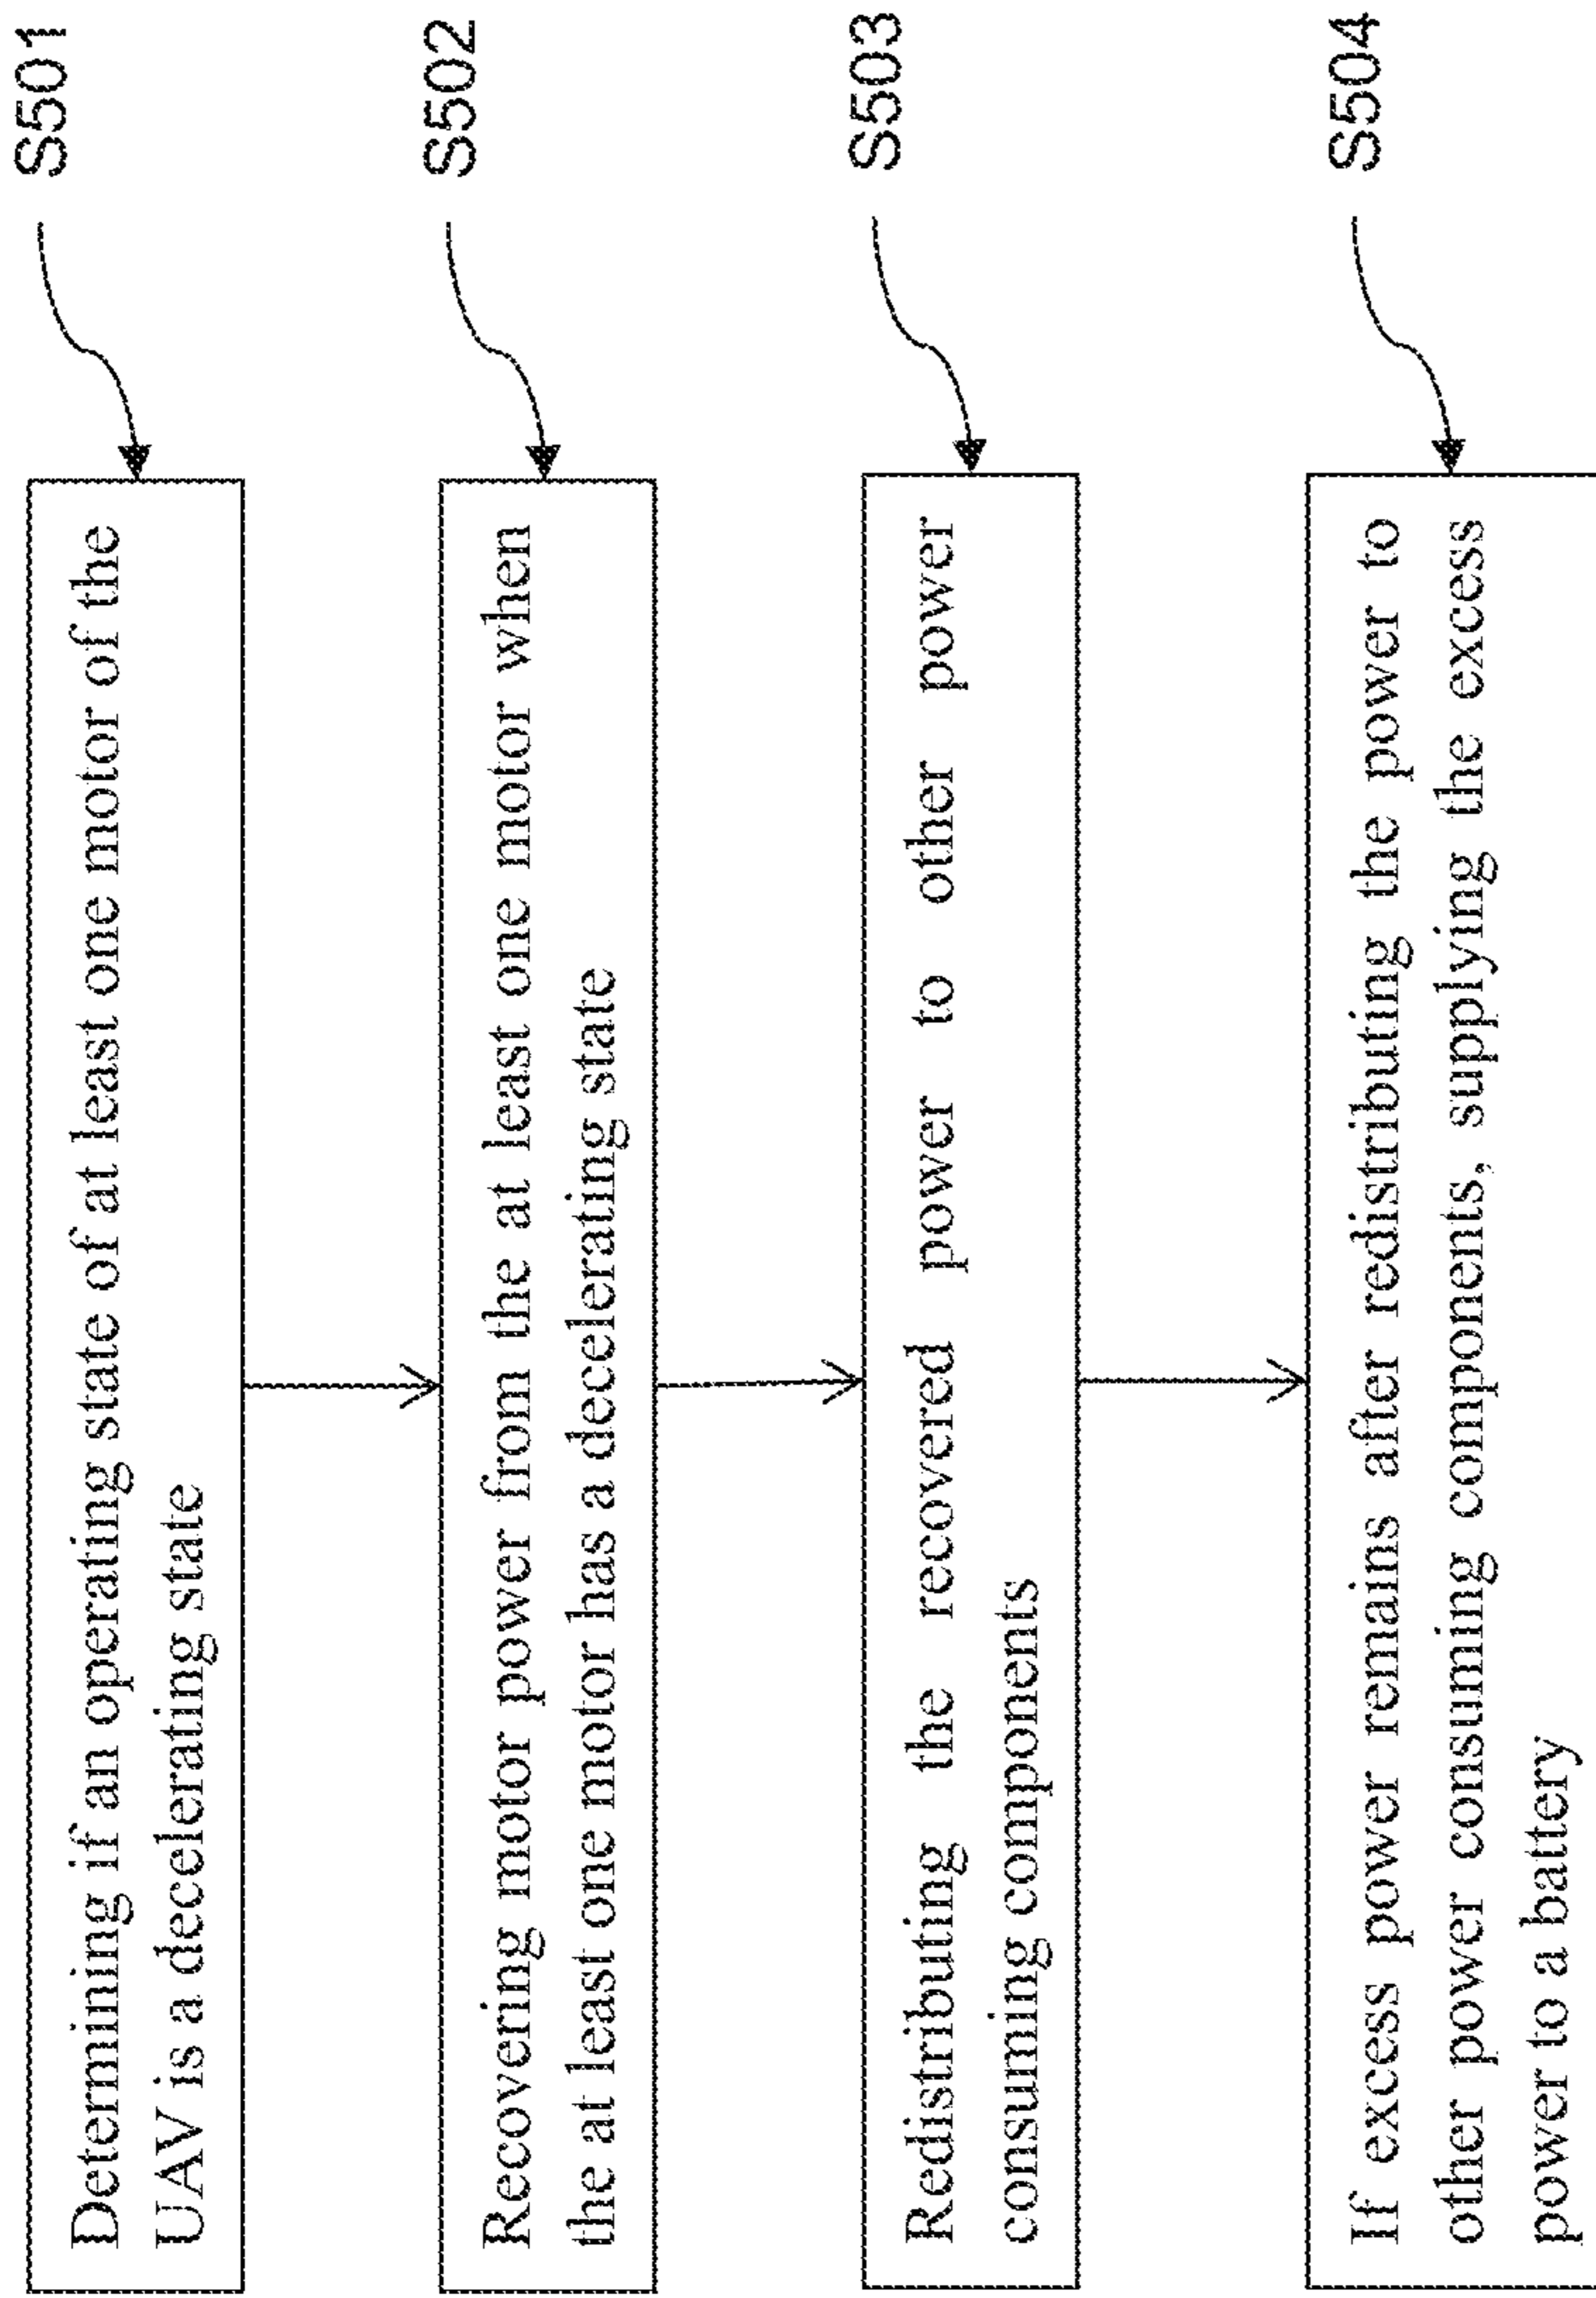 Determining if an operating state of at least one motor of the
UAV is a decelerating state
S501
Recovering motor power from the at least one motor when
the at least one motor has a decelerating state
S502
Redistributing the recovered power to other power
consuming components
S503
If excess power remains after redistributing the power to
other power consuming components, supplying the excess
power to a battery
S504